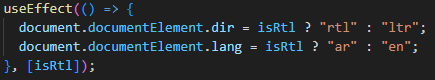 useEffect(() => {
  document.documentElement.dir = isRtl ? "rtl" : "ltr";
  document.documentElement.lang = isRtl ? "ar" : "en";
}, [isRtl]);